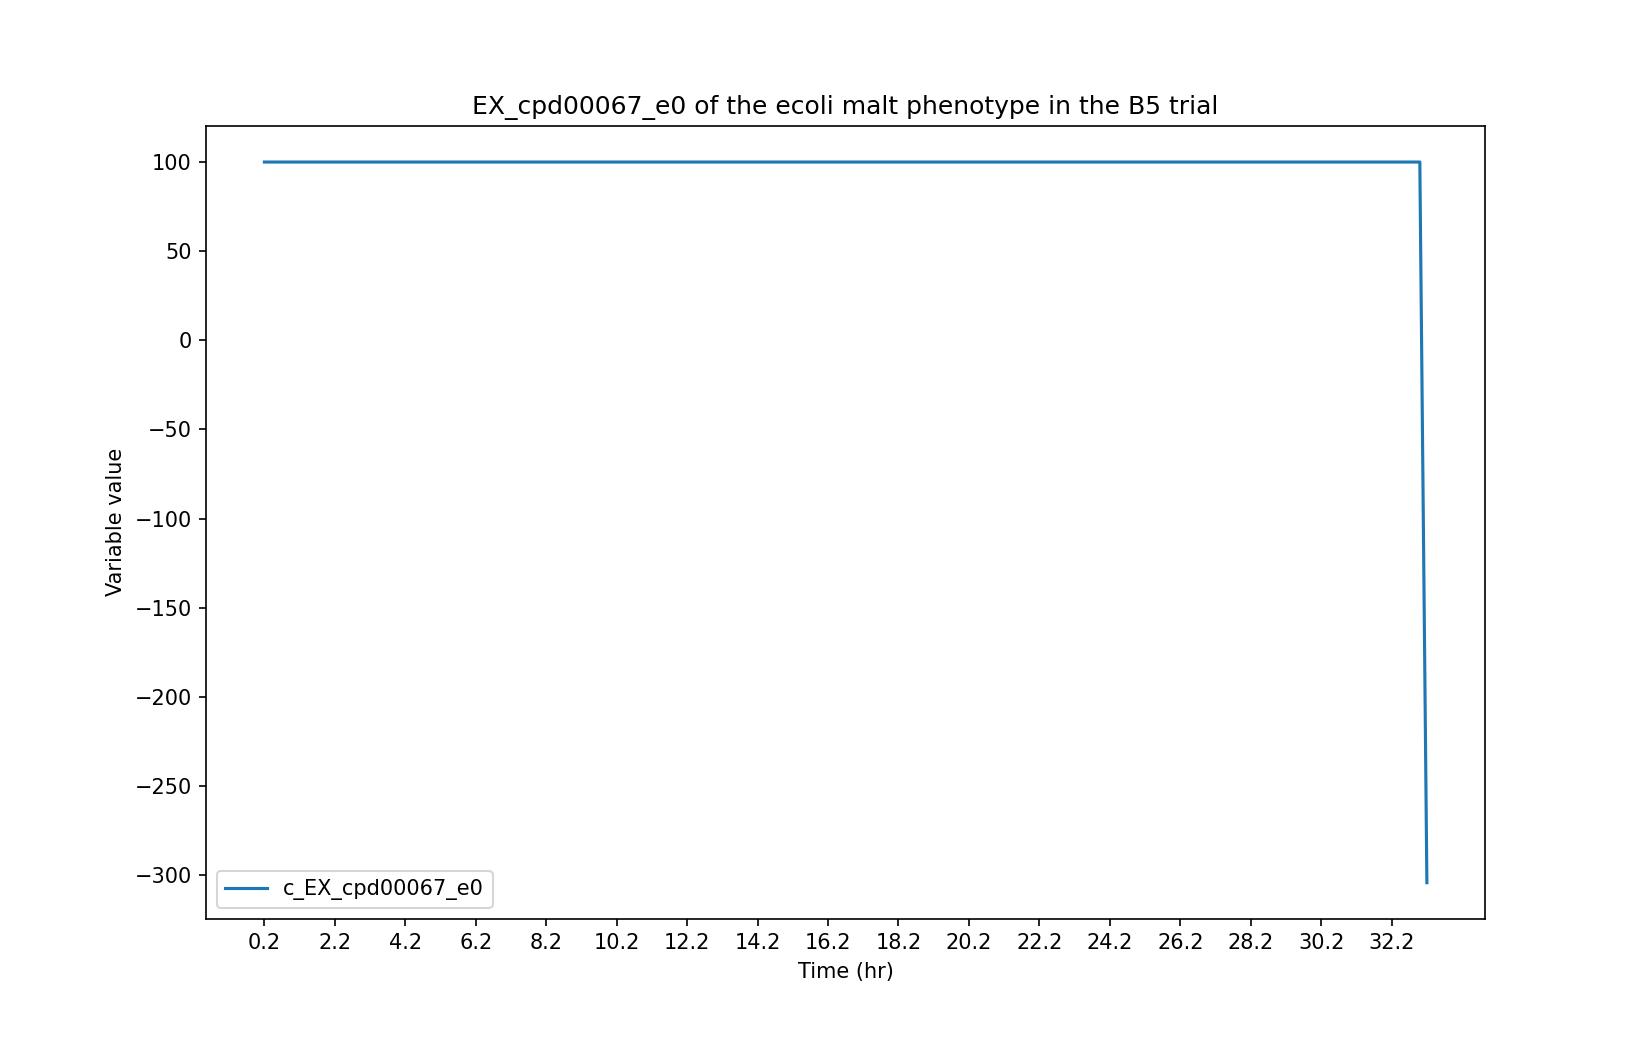 EX_cpd00067_e0 of the ecoli malt phenotype in the B5 trial
100
50
0
−50
−100
−150
−200
−250
−300
Variable value
c_EX_cpd00067_e0
0.2 2.2 4.2 6.2 8.2 10.2 12.2 14.2 16.2 18.2 20.2 22.2 24.2 26.2 28.2 30.2 32.2
Time (hr)